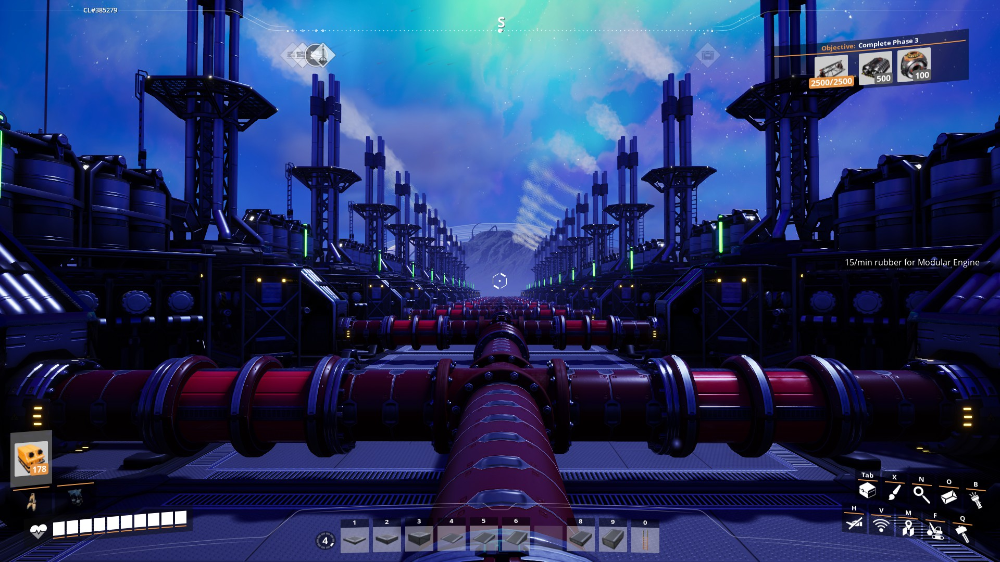 CL#385279
S
Objective: Complete Phase 3
2500/2500
500
100
15/min rubber for Modular Engine
178
Tab X N O B
H V M F Q
4
1 2 3 4 5 6 8 9 0